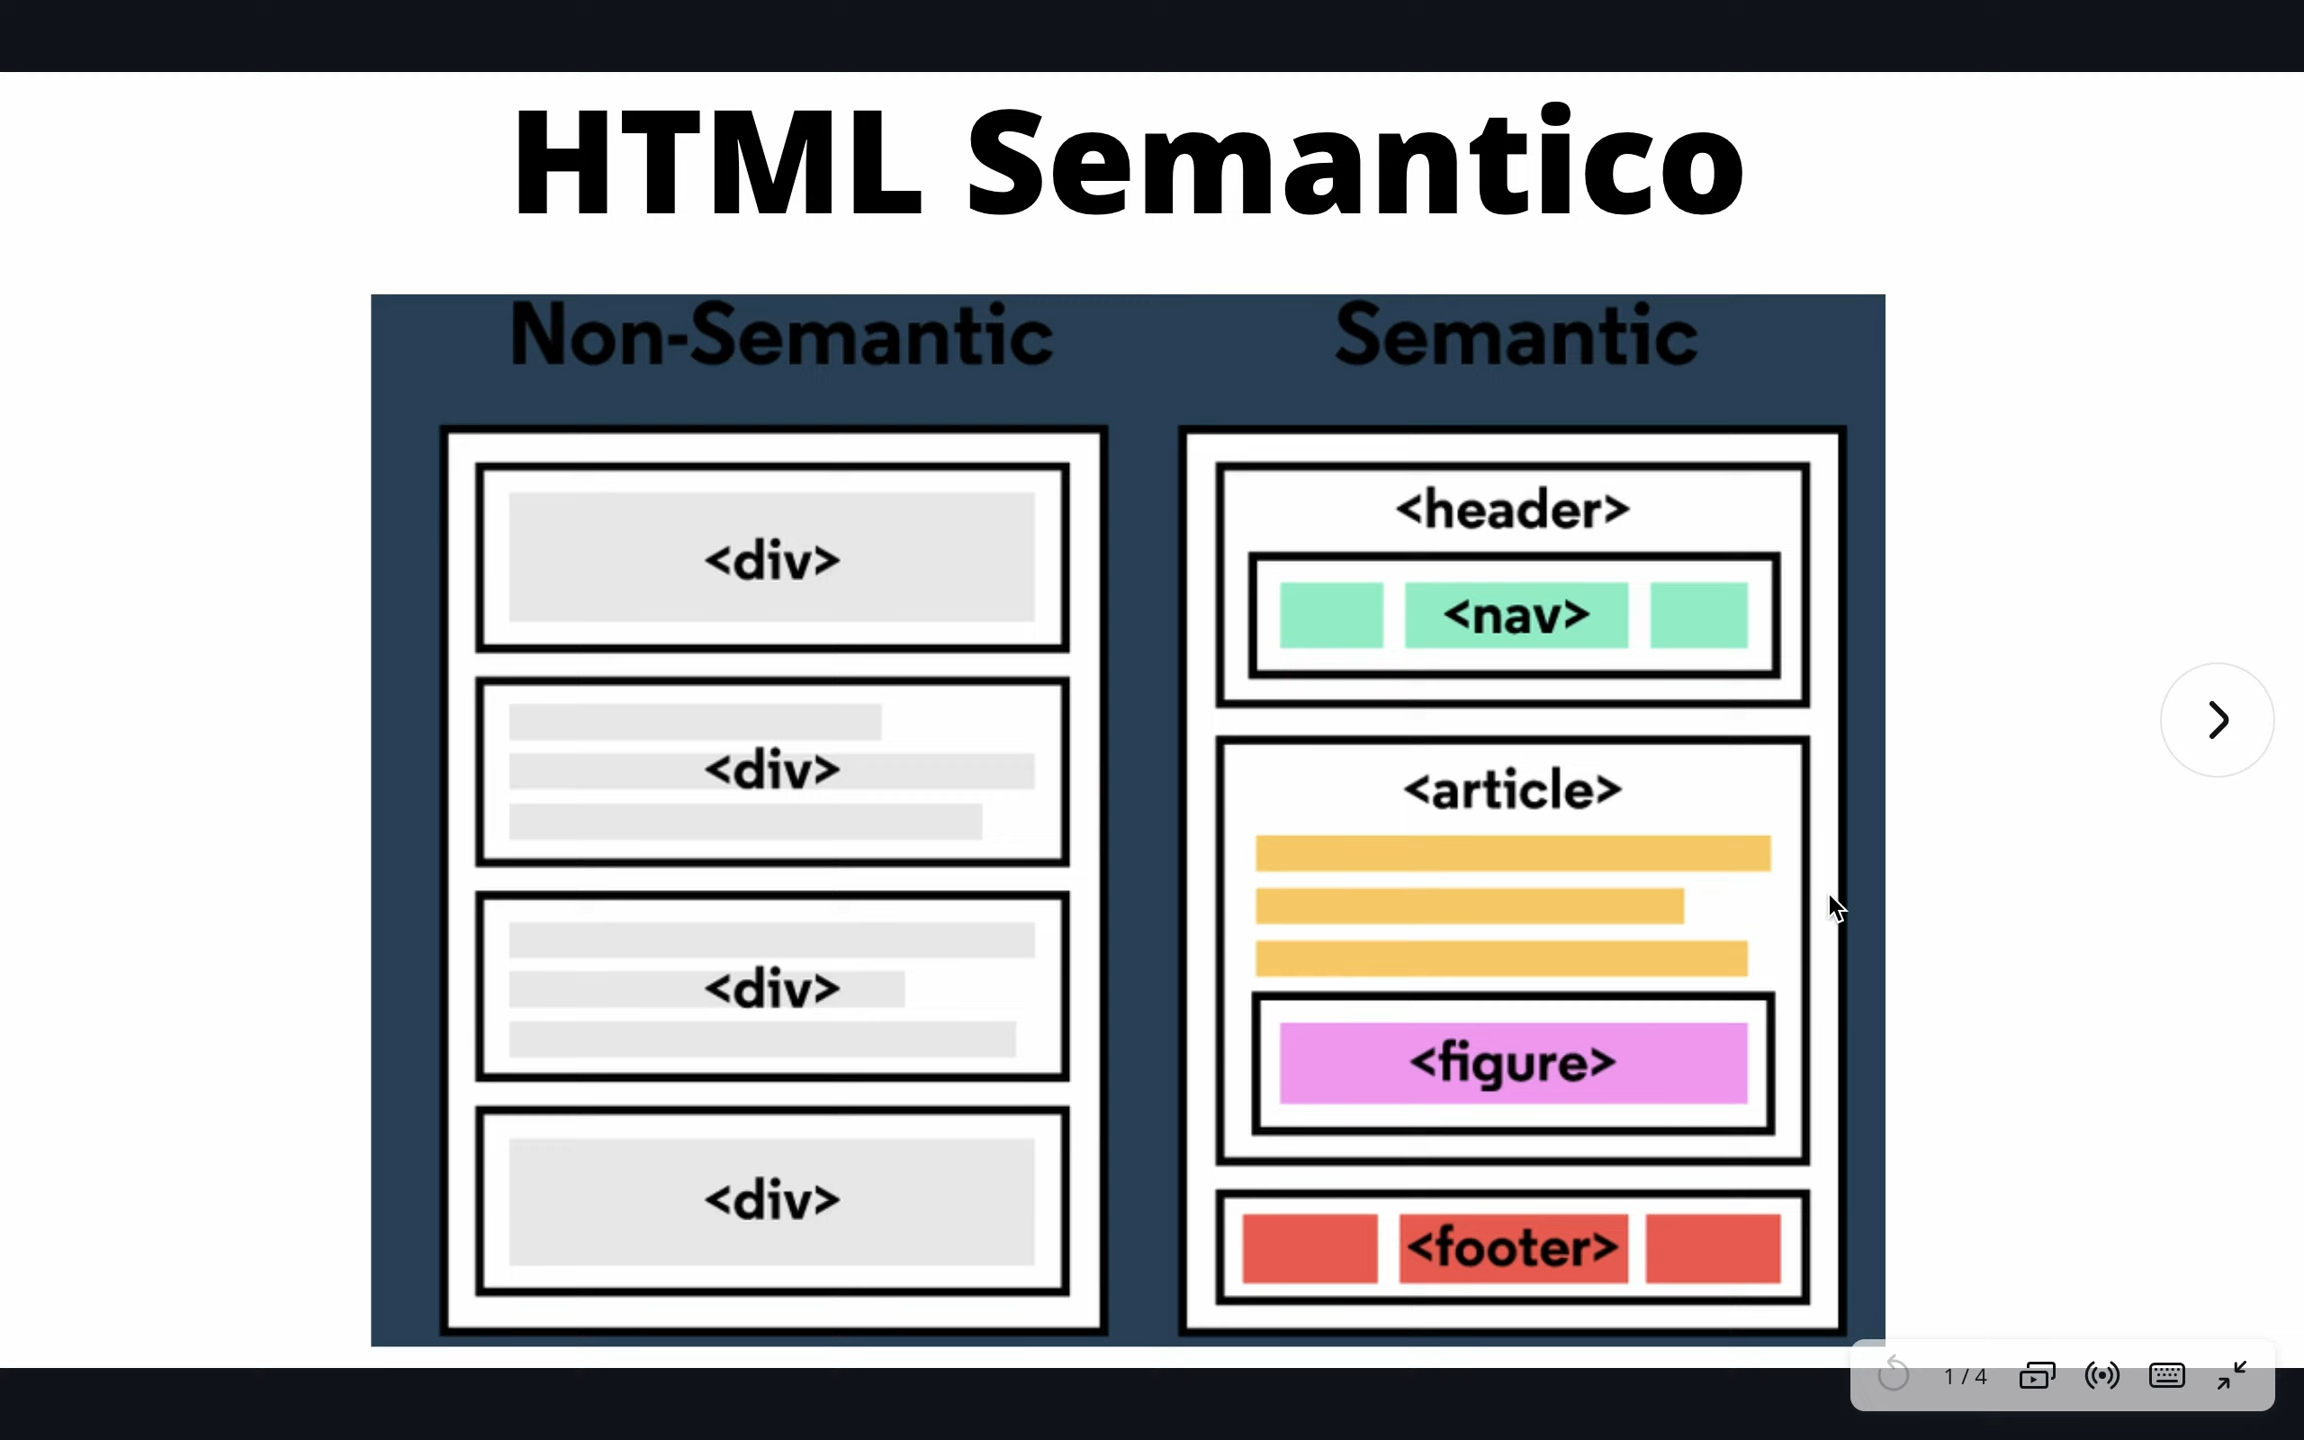 HTML Semantico
Non-Semantic
<div>
<div>
<div>
<div>
Semantic
<header>
<nav>
<article>
<figure>
<footer>
1 / 4